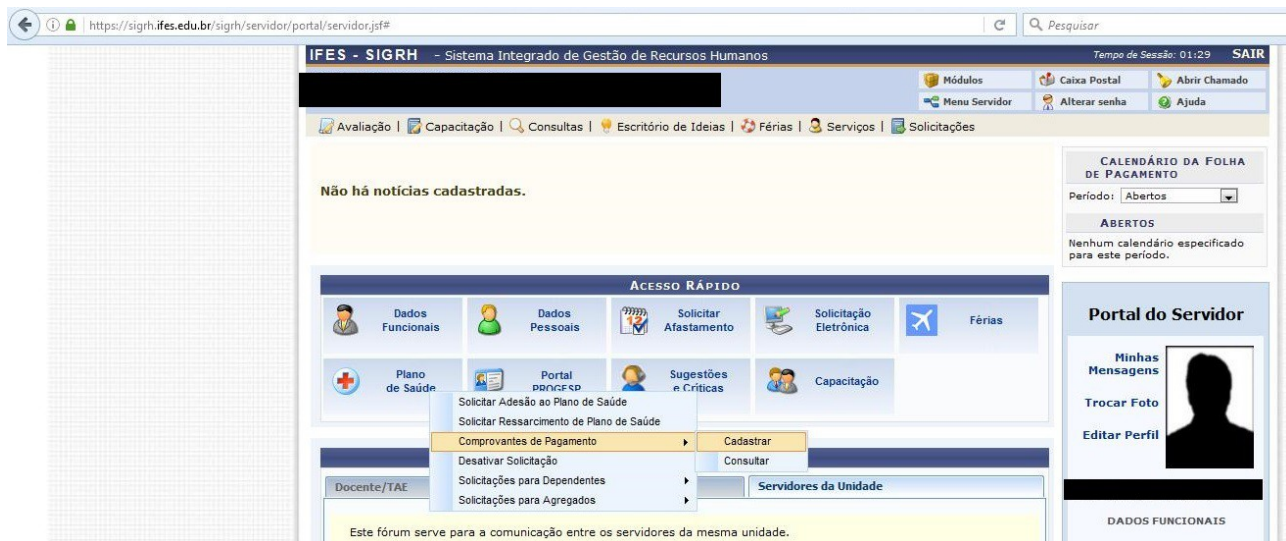 https://sigrh.ifes.edu.br/sigrh/servidor/portal/servidor.jsf#
Pesquisar
IFES - SIGRH - Sistema Integrado de Gestão de Recursos Humanos
Tempo de Sessão: 01:29 SAIR
Módulos
Caixa Postal
Abrir Chamado
Menu Servidor
Alterar senha
Ajuda
Avaliação | Capacitação | Consultas | Escritório de Ideias | Férias | Serviços | Solicitações
Não há notícias cadastradas.
CALENDÁRIO DA FOLHA
DE PAGAMENTO
Período: Abertos
ABERTOS
Nenhum calendário especificado
para este período.
ACESSO RÁPIDO
Dados
Funcionais
Dados
Pessoais
Solicitar
Afastamento
Solicitação
Eletrônica
Férias
Plano
de Saúde
Portal
PROGESP
Sugestões
e Críticas
Capacitação
Solicitar Adesão ao Plano de Saúde
Solicitar Ressarcimento de Plano de Saúde
Comprovantes de Pagamento
Cadastrar
Desativar Solicitação
Consultar
Solicitações para Dependentes
Solicitações para Agregados
Docente/TAE
Servidores da Unidade
Este fórum serve para a comunicação entre os servidores da mesma unidade.
Portal do Servidor
Minhas
Mensagens
Trocar Foto
Editar Perfil
DADOS FUNCIONAIS